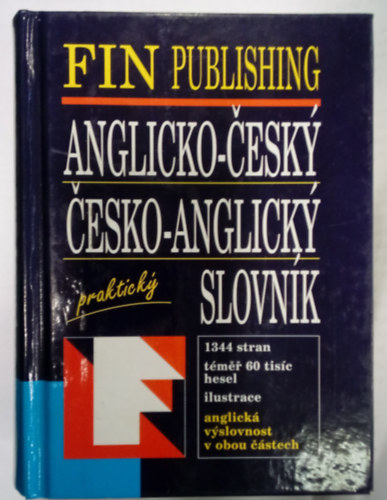 FIN PUBLISHING
ANGLICKO-ČESKÝ
ČESKO-ANGLICKÝ
praktický SLOVNÍK
1344 stran
téměř 60 tisíc
hesel
ilustrace
anglická
výslovnost
v obou částech